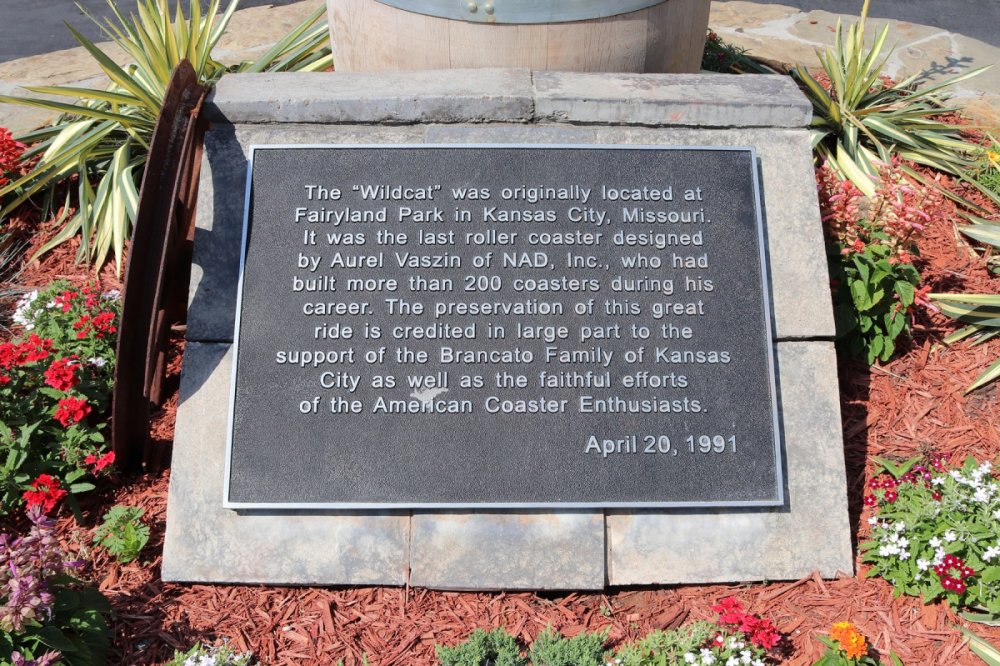 The “Wildcat” was originally located at
Fairyland Park in Kansas City, Missouri.
It was the last roller coaster designed
by Aurel Vaszin of NAD, Inc., who had
built more than 200 coasters during his
career. The preservation of this great
ride is credited in large part to the
support of the Brancato Family of Kansas
City as well as the faithful efforts
of the American Coaster Enthusiasts.
April 20, 1991